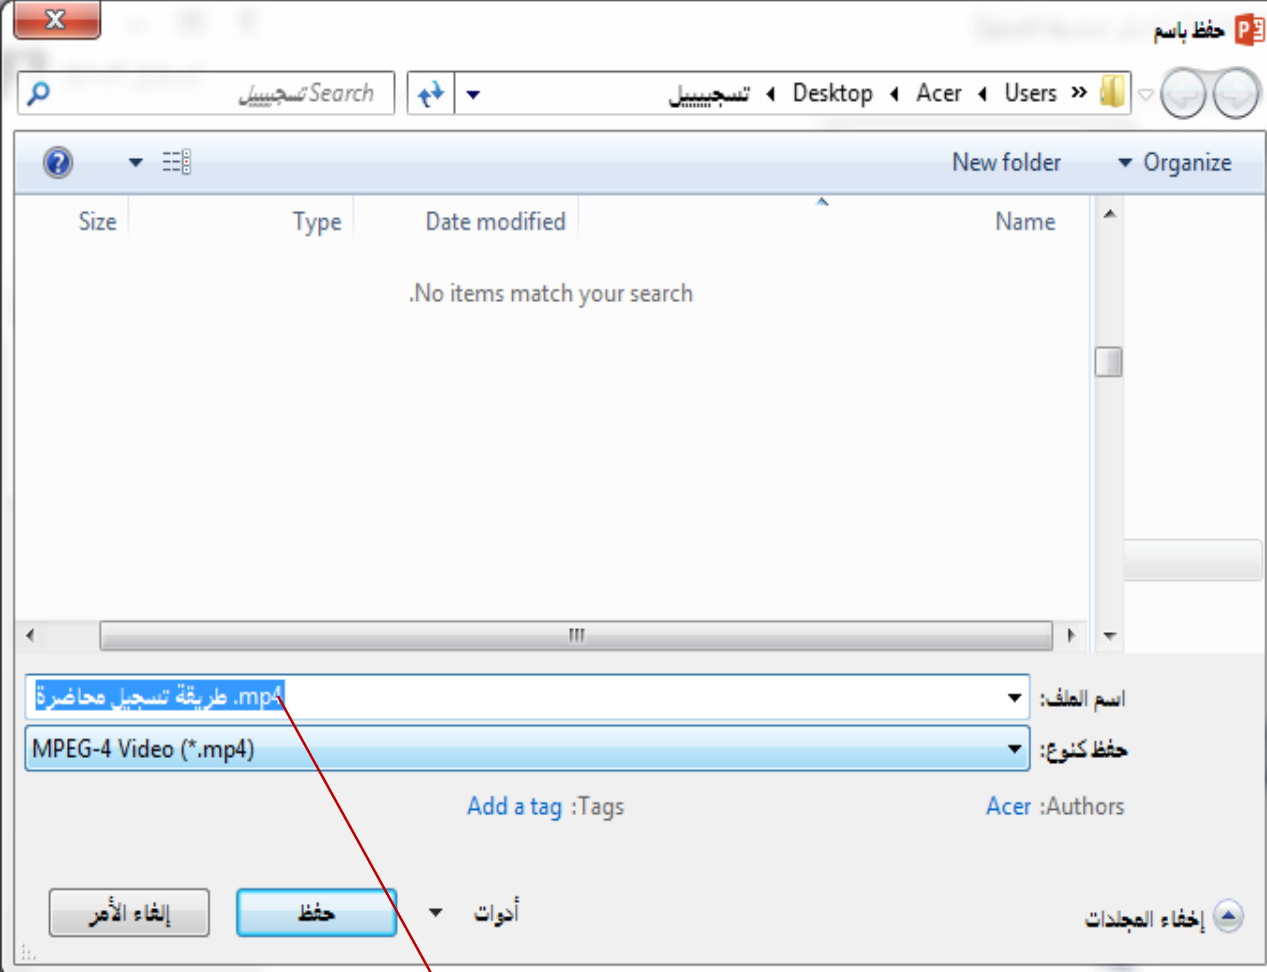 حفظ باسم
Users ◂ Acer ◂ Desktop ◂ تسجيييل
Search تسجيييل
Organize
New folder
Name
Date modified
Type
Size
No items match your search.
اسم الملف:
طريقة تسجيل محاضرة .mp4
حفظ كنوع:
MPEG-4 Video (*.mp4)
Authors: Acer
Tags: Add a tag
إخفاء المجلدات
أدوات
حفظ
إلغاء الأمر